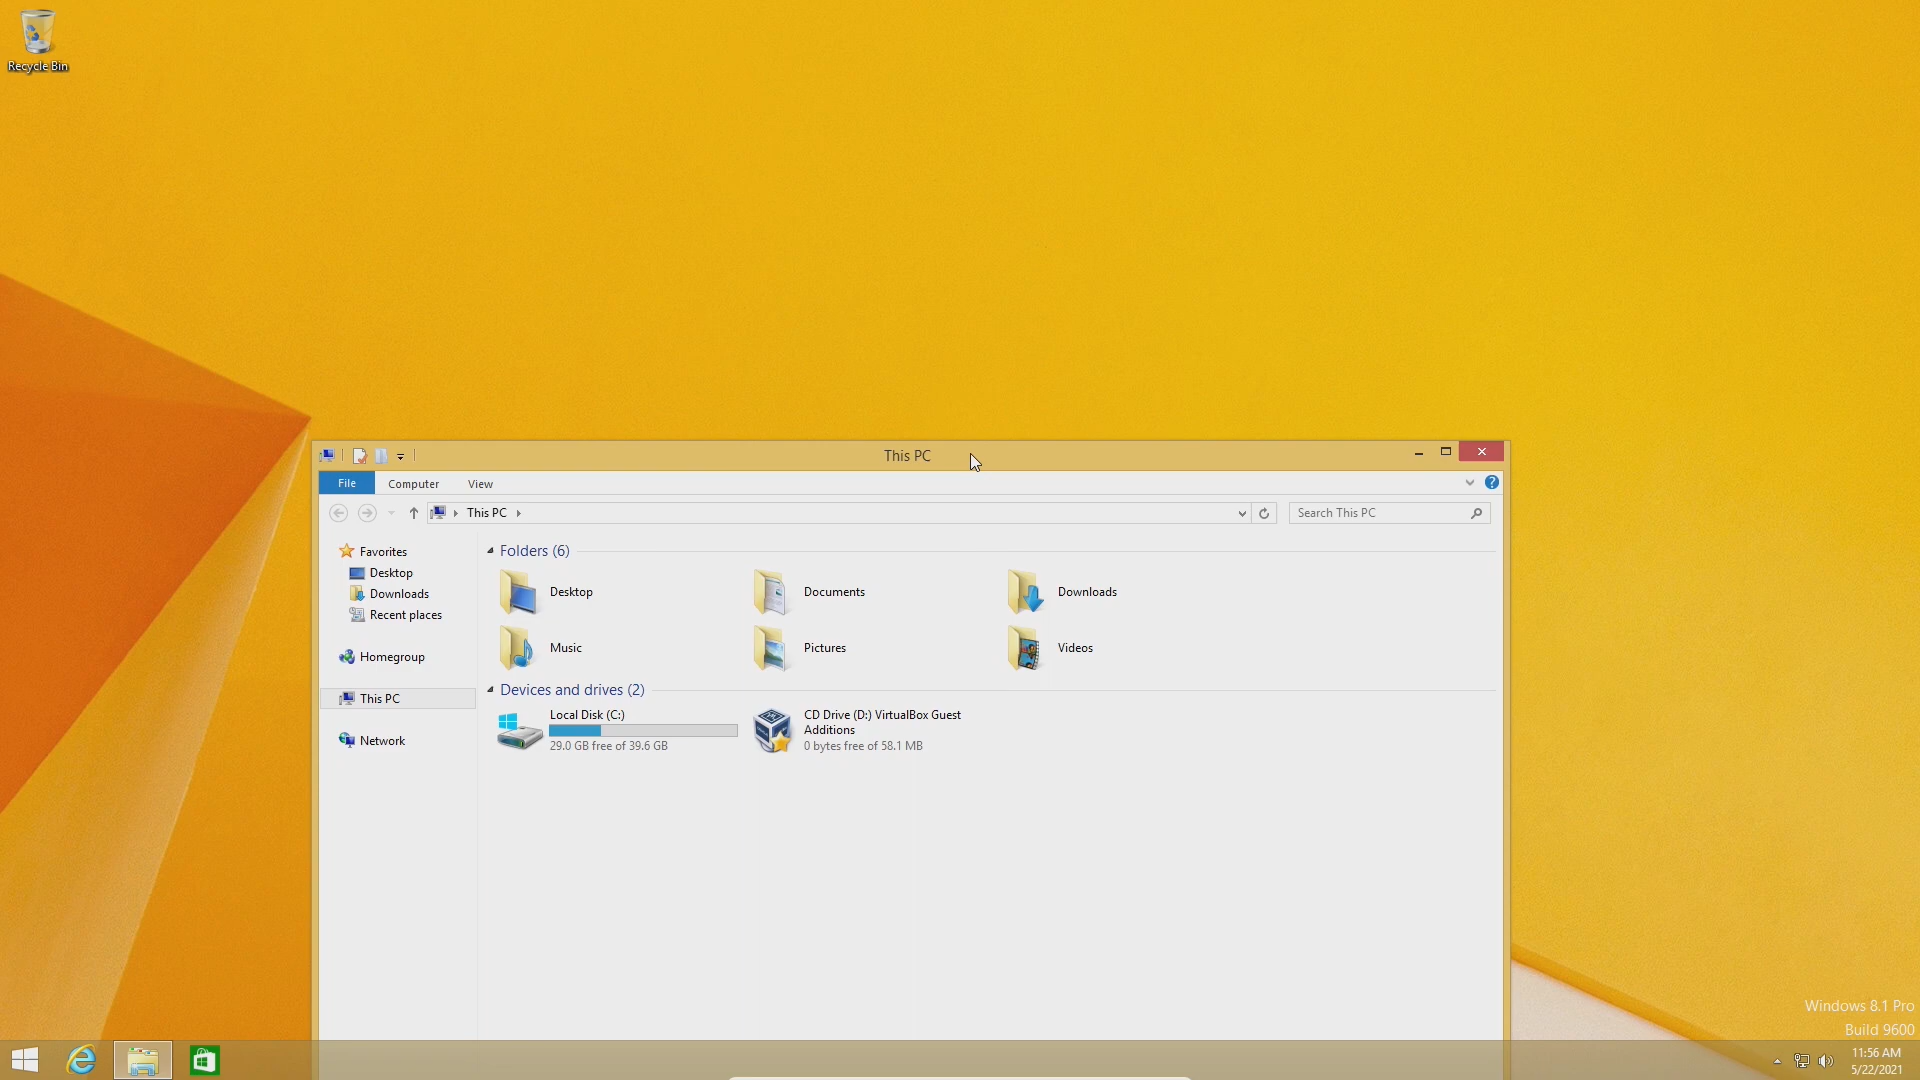 Recycle Bin
This PC
File
Computer
View
This PC
Search This PC
Favorites
Desktop
Downloads
Recent places
Homegroup
This PC
Network
Folders (6)
Desktop
Documents
Downloads
Music
Pictures
Videos
Devices and drives (2)
Local Disk (C:)
29.0 GB free of 39.6 GB
CD Drive (D:) VirtualBox Guest
Additions
0 bytes free of 58.1 MB
Windows 8.1 Pro
Build 9600
11:56 AM
5/22/2021